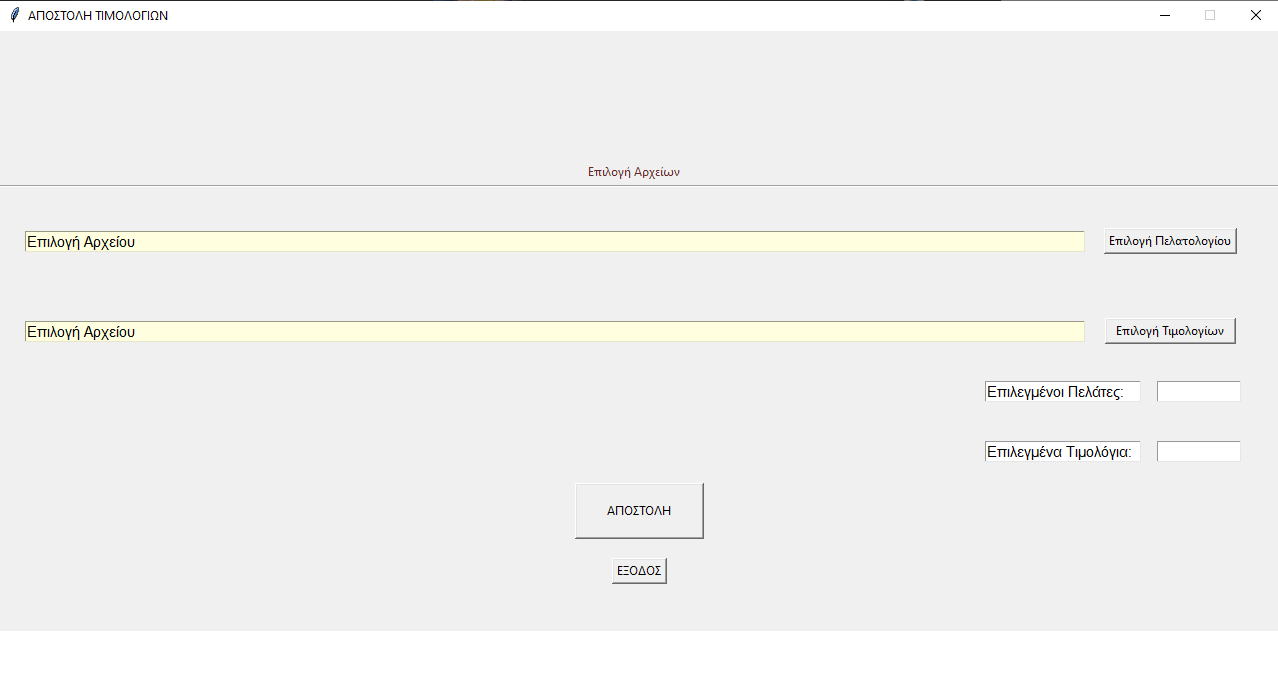 ΑΠΟΣΤΟΛΗ ΤΙΜΟΛΟΓΙΩΝ
Επιλογή Αρχείων
Επιλογή Αρχείου
Επιλογή Πελατολογίου
Επιλογή Αρχείου
Επιλογή Τιμολογίων
Επιλεγμένοι Πελάτες:
Επιλεγμένα Τιμολόγια:
ΑΠΟΣΤΟΛΗ
ΕΞΟΔΟΣ